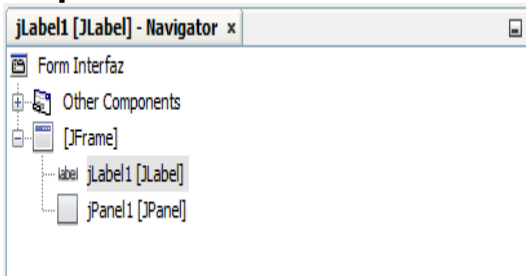 jLabel1 [JLabel] - Navigator x
Form Interfaz
Other Components
[JFrame]
label jLabel1 [JLabel]
jPanel1 [JPanel]